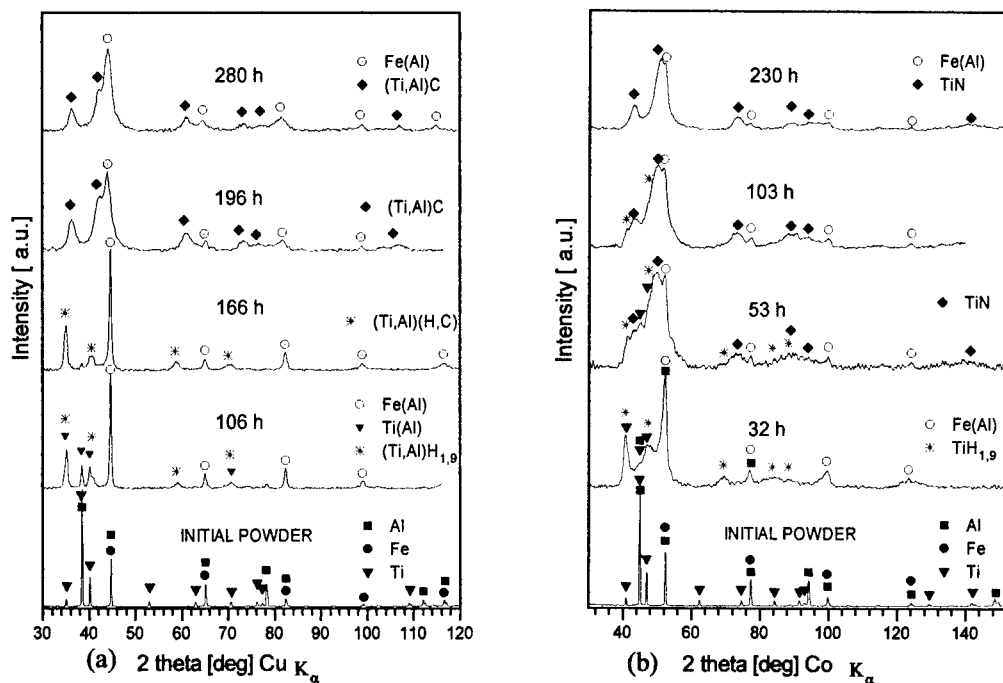 280 h
Fe(Al)
(Ti,Al)C
196 h
(Ti,Al)C
166 h
(Ti,Al)(H,C)
106 h
Fe(Al)
Ti(Al)
(Ti,Al)H1,9
INITIAL POWDER
Al
Fe
Ti
Intensity [ a.u.]
30 40 50 60 70 80 90 100 110 120
(a) 2 theta [deg] Cu Kα
230 h
Fe(Al)
TiN
103 h
53 h
TiN
32 h
Fe(Al)
TiH1,9
INITIAL POWDER
Al
Fe
Ti
Intensity [ a.u.]
40 60 80 100 120 140
(b) 2 theta [deg] Co Kα